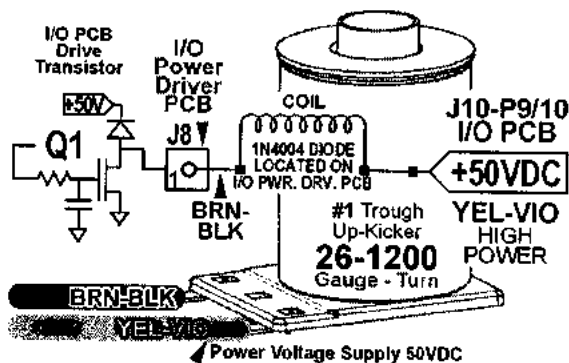 I/O PCB
Drive
Transistor
+50V
Q1
I/O
Power
Driver
PCB
J8
1
BRN-
BLK
COIL
1N4004 DIODE
LOCATED ON
I/O PWR. DRV. PCB
#1 Trough
Up-Kicker
26-1200
Gauge - Turn
J10-P9/10
I/O PCB
+50VDC
YEL-VIO
HIGH
POWER
BRN-BLK
YEL-VIO
Power Voltage Supply 50VDC